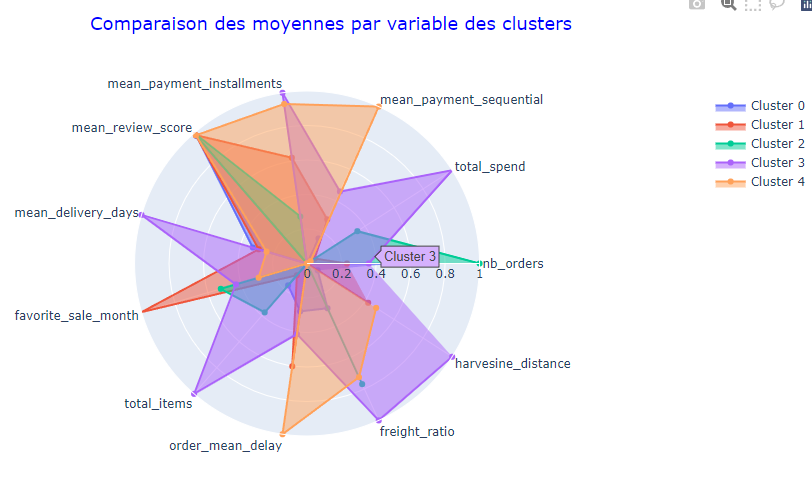 Comparaison des moyennes par variable des clusters
mean_payment_installments
mean_payment_sequential
mean_review_score
total_spend
mean_delivery_days
nb_orders
favorite_sale_month
harvesine_distance
total_items
freight_ratio
order_mean_delay
0 0.2 0.4 0.6 0.8 1
Cluster 3
Cluster 0
Cluster 1
Cluster 2
Cluster 3
Cluster 4